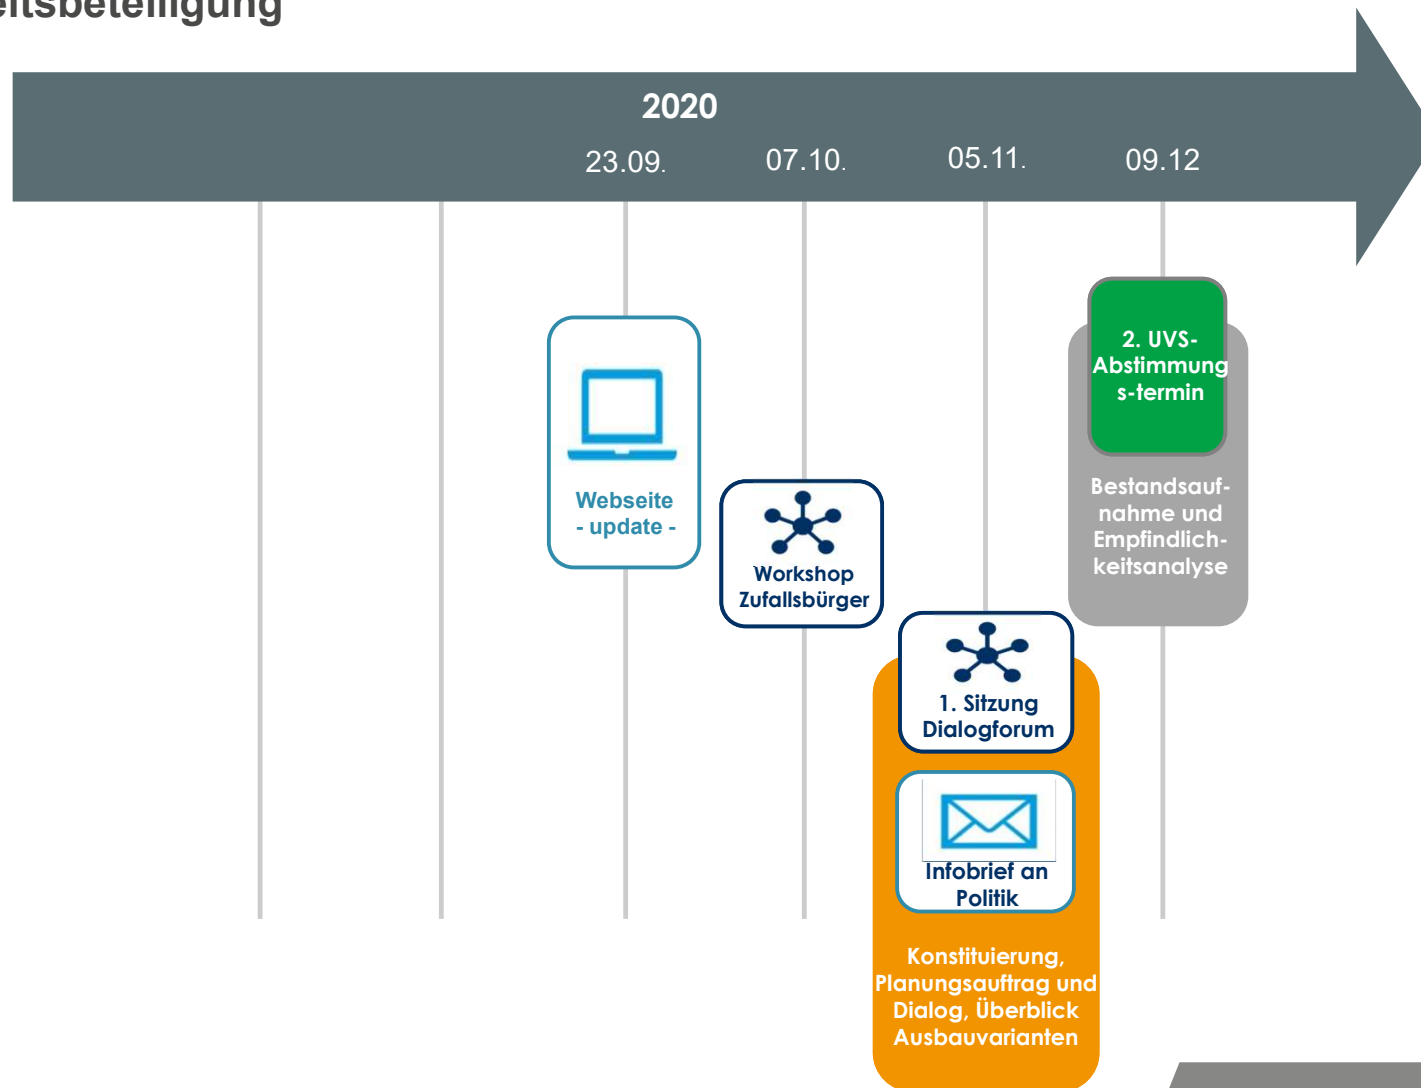 eitsbeteiligung
2020
23.09.
07.10.
05.11.
09.12
2. UVS-
Abstimmung
s-termin
Bestandsauf-
nahme und
Empfindlich-
keitsanalyse
Webseite
- update -
Workshop
Zufallsbürger
1. Sitzung
Dialogforum
Infobrief an
Politik
Konstituierung,
Planungsauftrag und
Dialog, Überblick
Ausbauvarianten